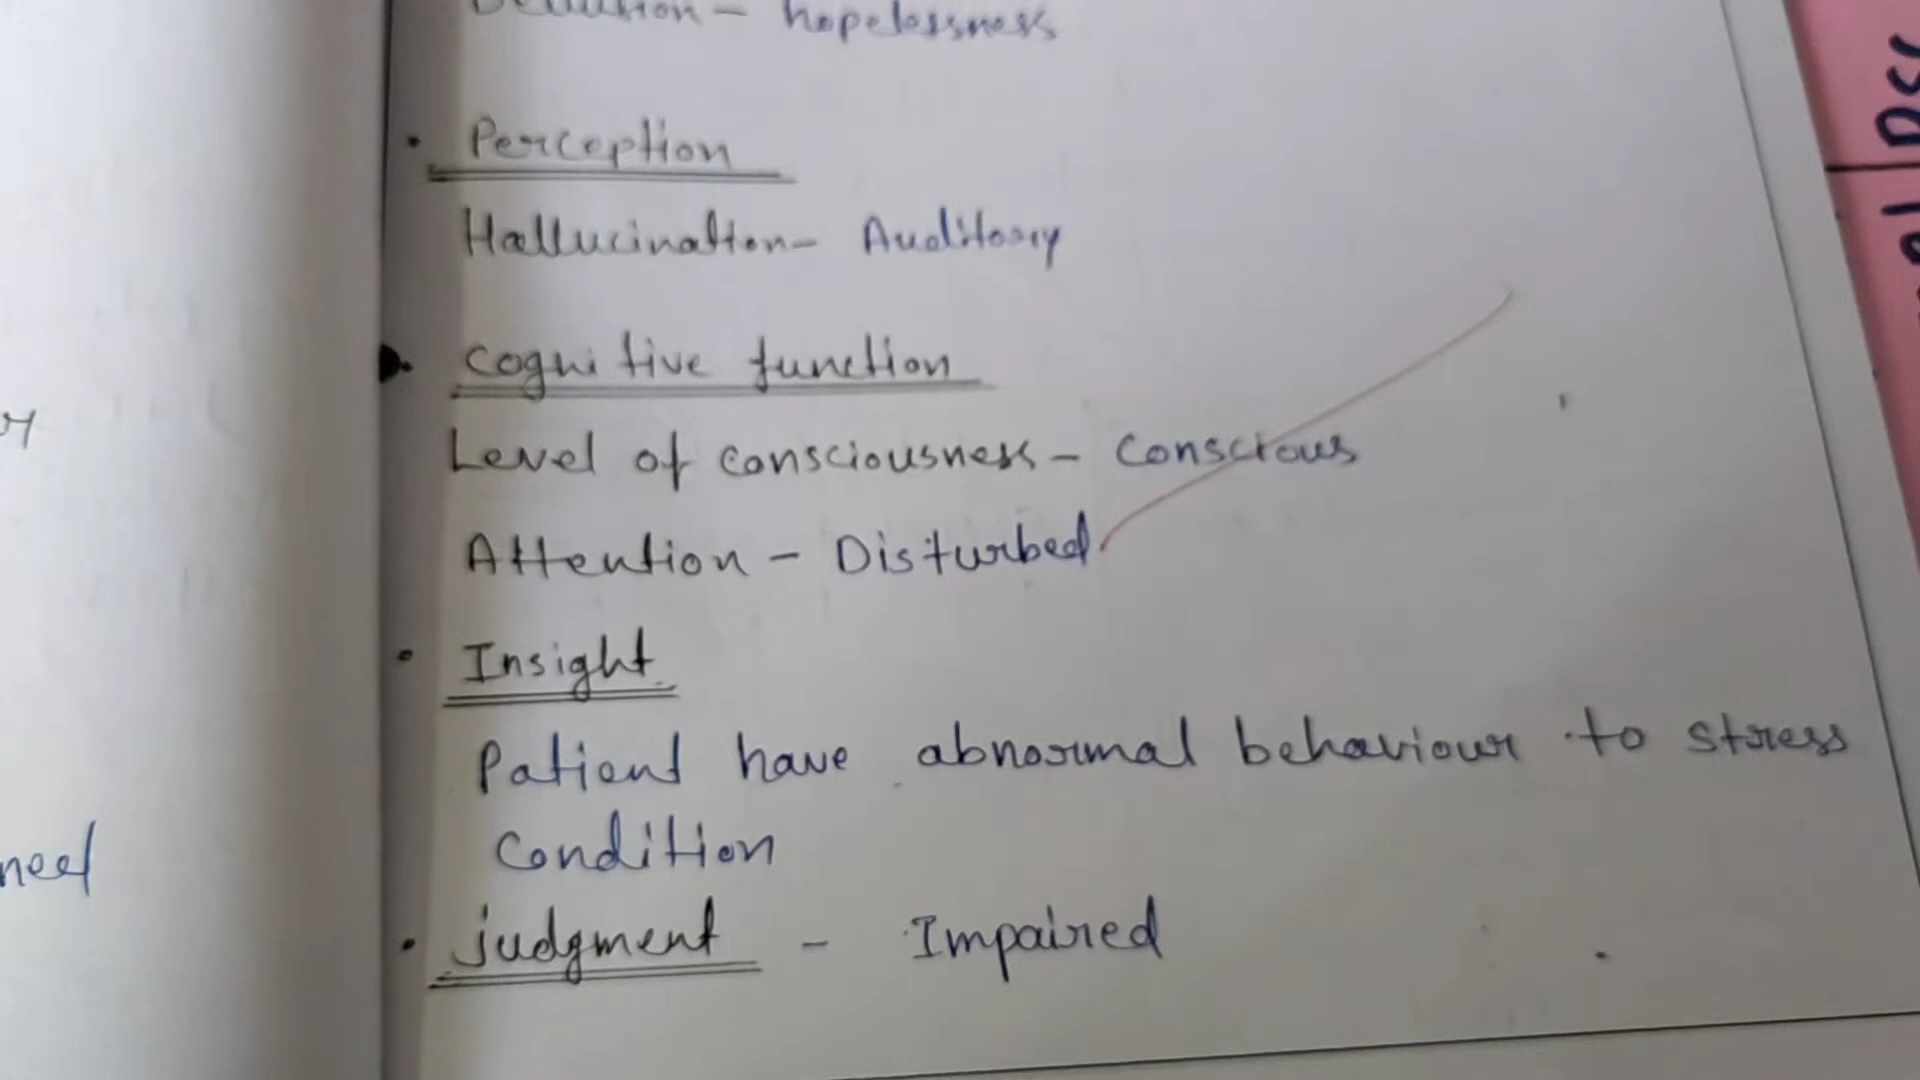 Delusion - hopelessness
• Perception
Hallucination - Auditory
• Cognitive function
Level of consciousness - Conscious
Attention - Disturbed
• Insight
Patient have abnormal behaviour to stress
Condition
• judgment - Impaired